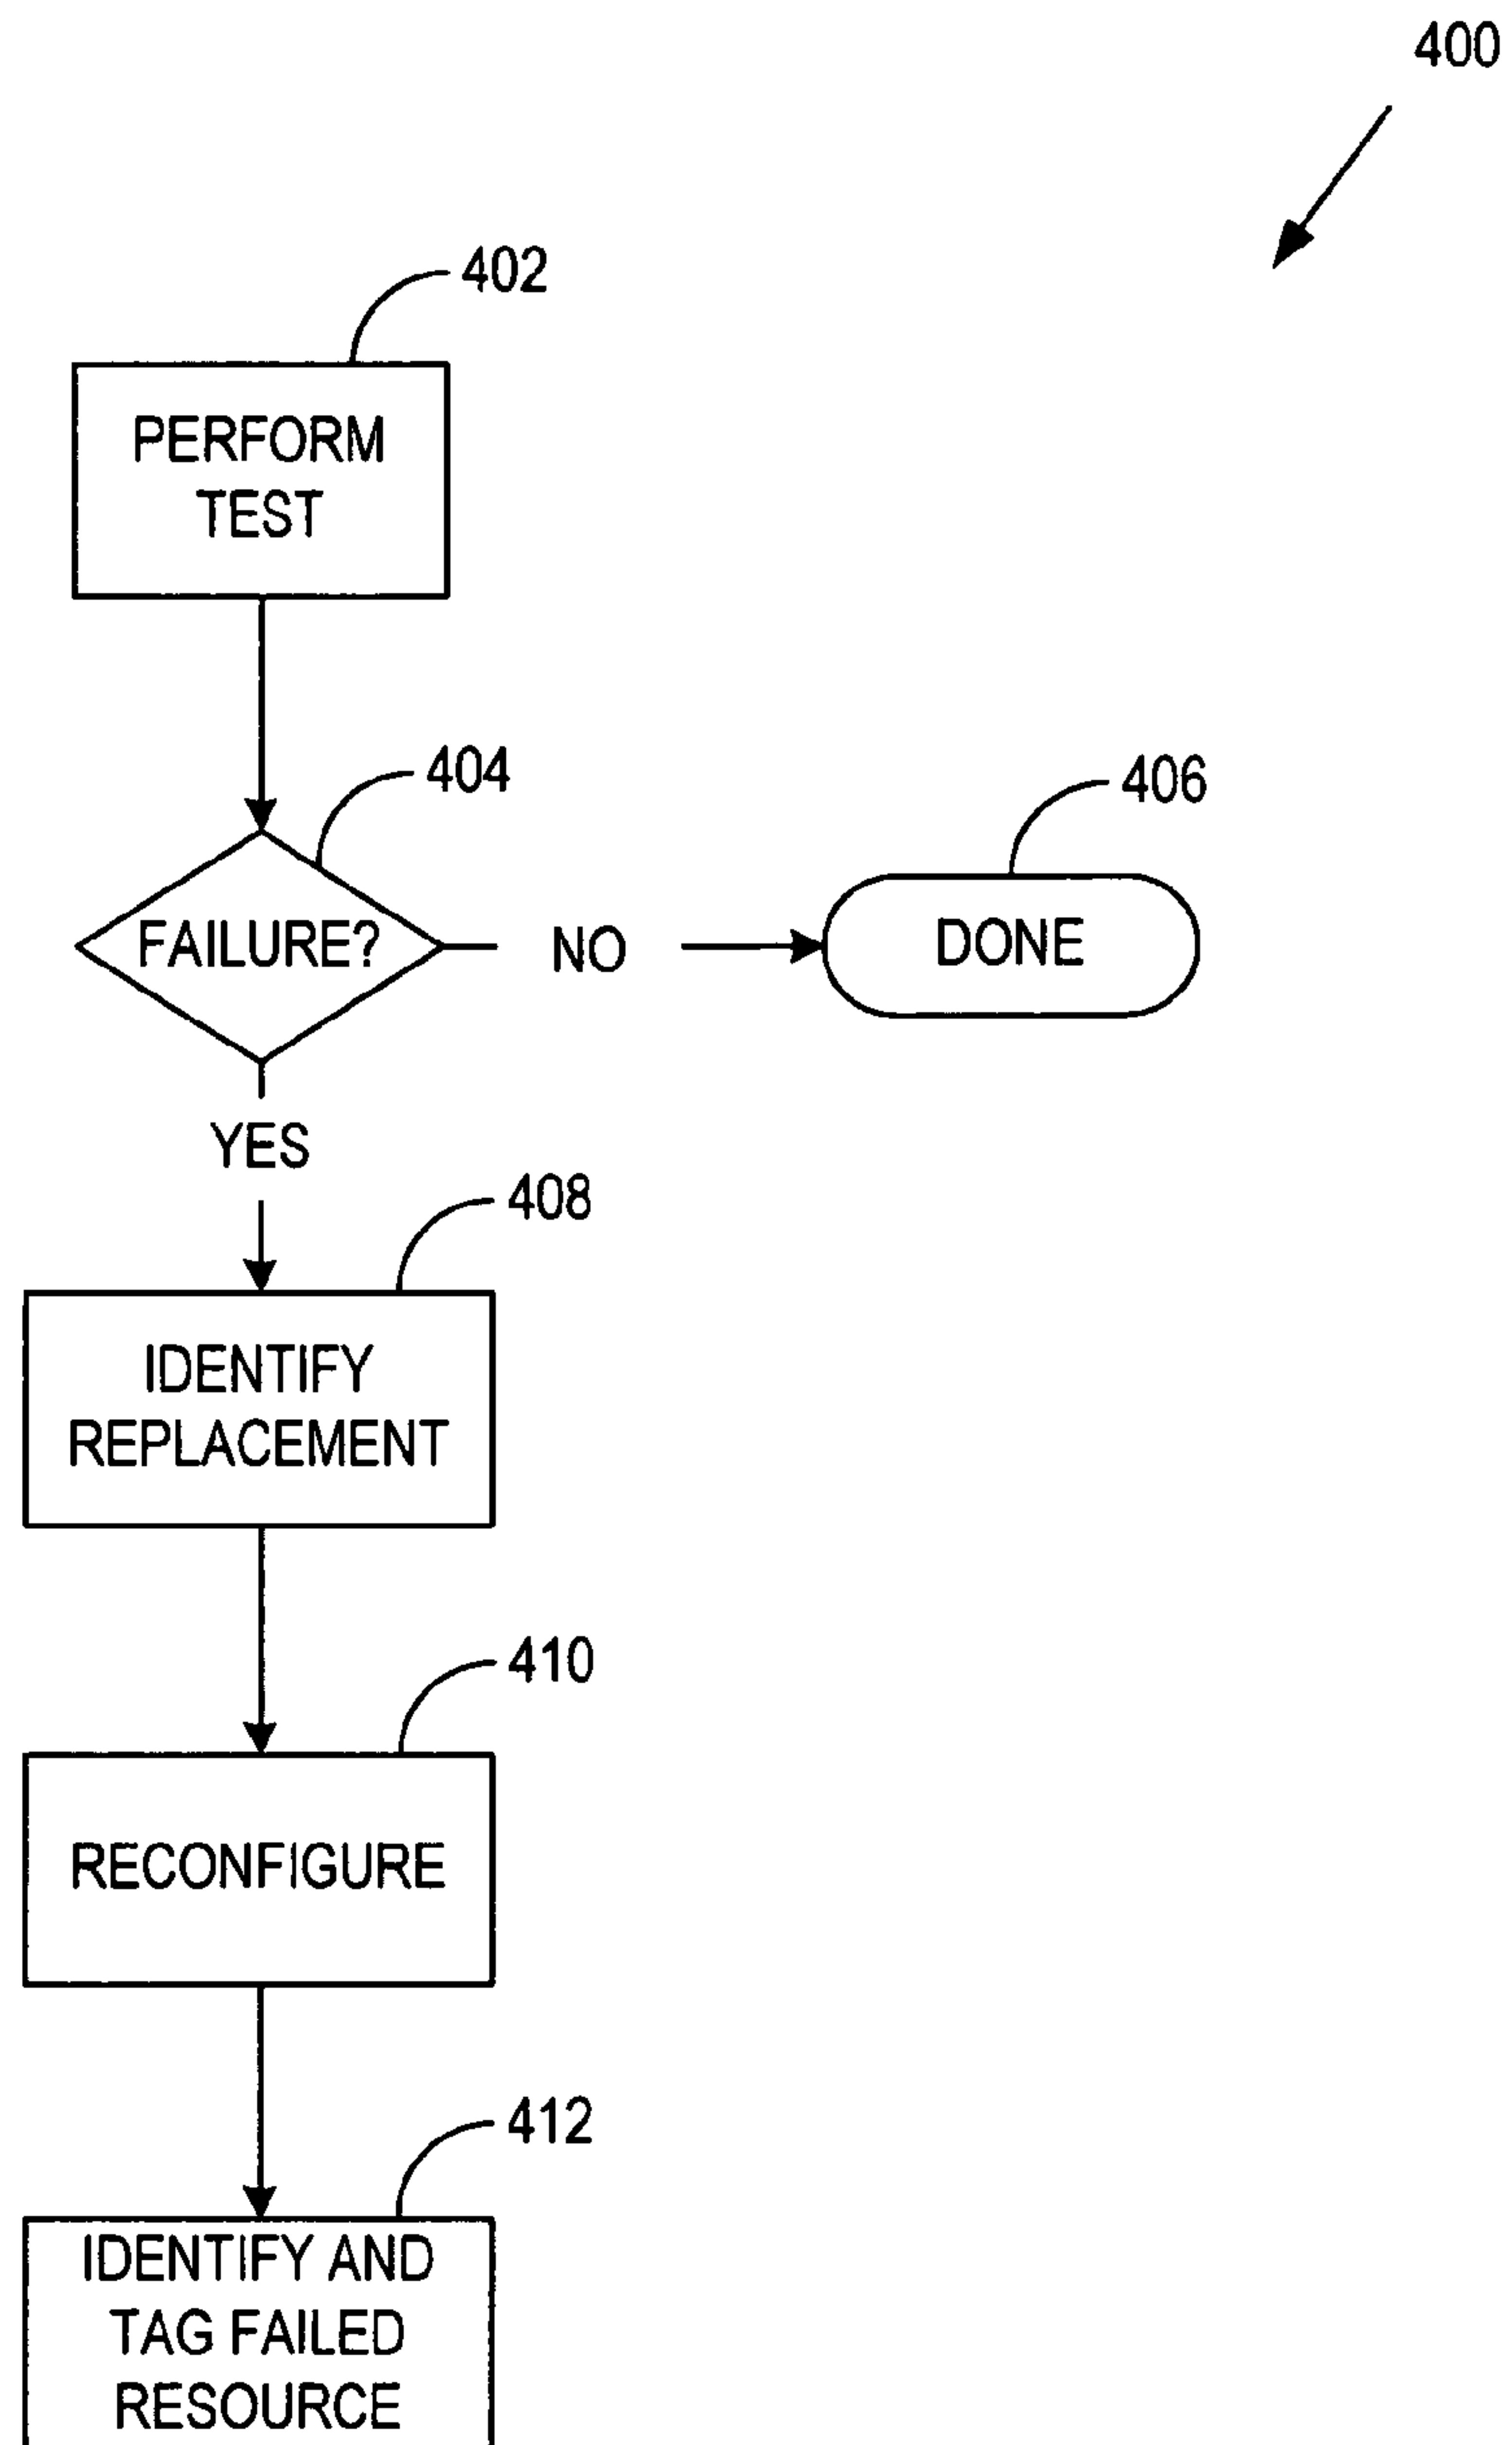 400
402
PERFORM
TEST
404
406
FAILURE?
NO
DONE
YES
408
IDENTIFY
REPLACEMENT
410
RECONFIGURE
412
IDENTIFY AND
TAG FAILED
RESOURCE